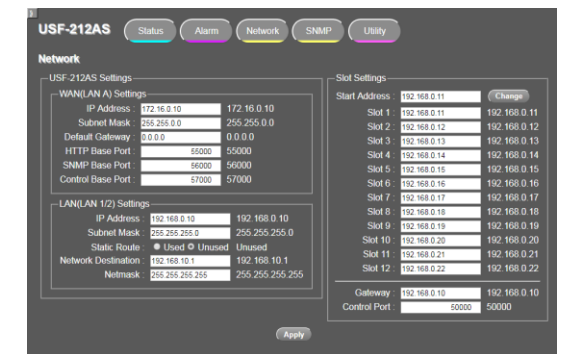 USF-212AS Status Alarm Network SNMP Utility
Network
USF-212AS Settings
WAN(LAN A) Settings
IP Address : 172.16.0.10 172.16.0.10
Subnet Mask : 255.255.0.0 255.255.0.0
Default Gateway : 0.0.0.0 0.0.0.0
HTTP Base Port : 55000 55000
SNMP Base Port : 56000 56000
Control Base Port : 57000 57000
LAN(LAN 1/2) Settings
IP Address : 192.168.0.10 192.168.0.10
Subnet Mask : 255.255.255.0 255.255.255.0
Static Route : Used Unused Unused
Network Destination : 192.168.10.1 192.168.10.1
Netmask : 255.255.255.255 255.255.255.255
Slot Settings
Start Address : 192.168.0.11 Change
Slot 1 : 192.168.0.11 192.168.0.11
Slot 2 : 192.168.0.12 192.168.0.12
Slot 3 : 192.168.0.13 192.168.0.13
Slot 4 : 192.168.0.14 192.168.0.14
Slot 5 : 192.168.0.15 192.168.0.15
Slot 6 : 192.168.0.16 192.168.0.16
Slot 7 : 192.168.0.17 192.168.0.17
Slot 8 : 192.168.0.18 192.168.0.18
Slot 9 : 192.168.0.19 192.168.0.19
Slot 10 : 192.168.0.20 192.168.0.20
Slot 11 : 192.168.0.21 192.168.0.21
Slot 12 : 192.168.0.22 192.168.0.22
Gateway : 192.168.0.10 192.168.0.10
Control Port : 50000 50000
Apply